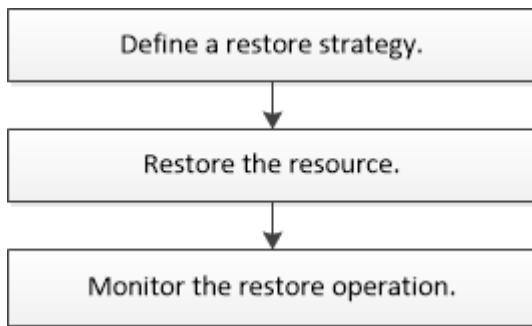 Define a restore strategy.
Restore the resource.
Monitor the restore operation.